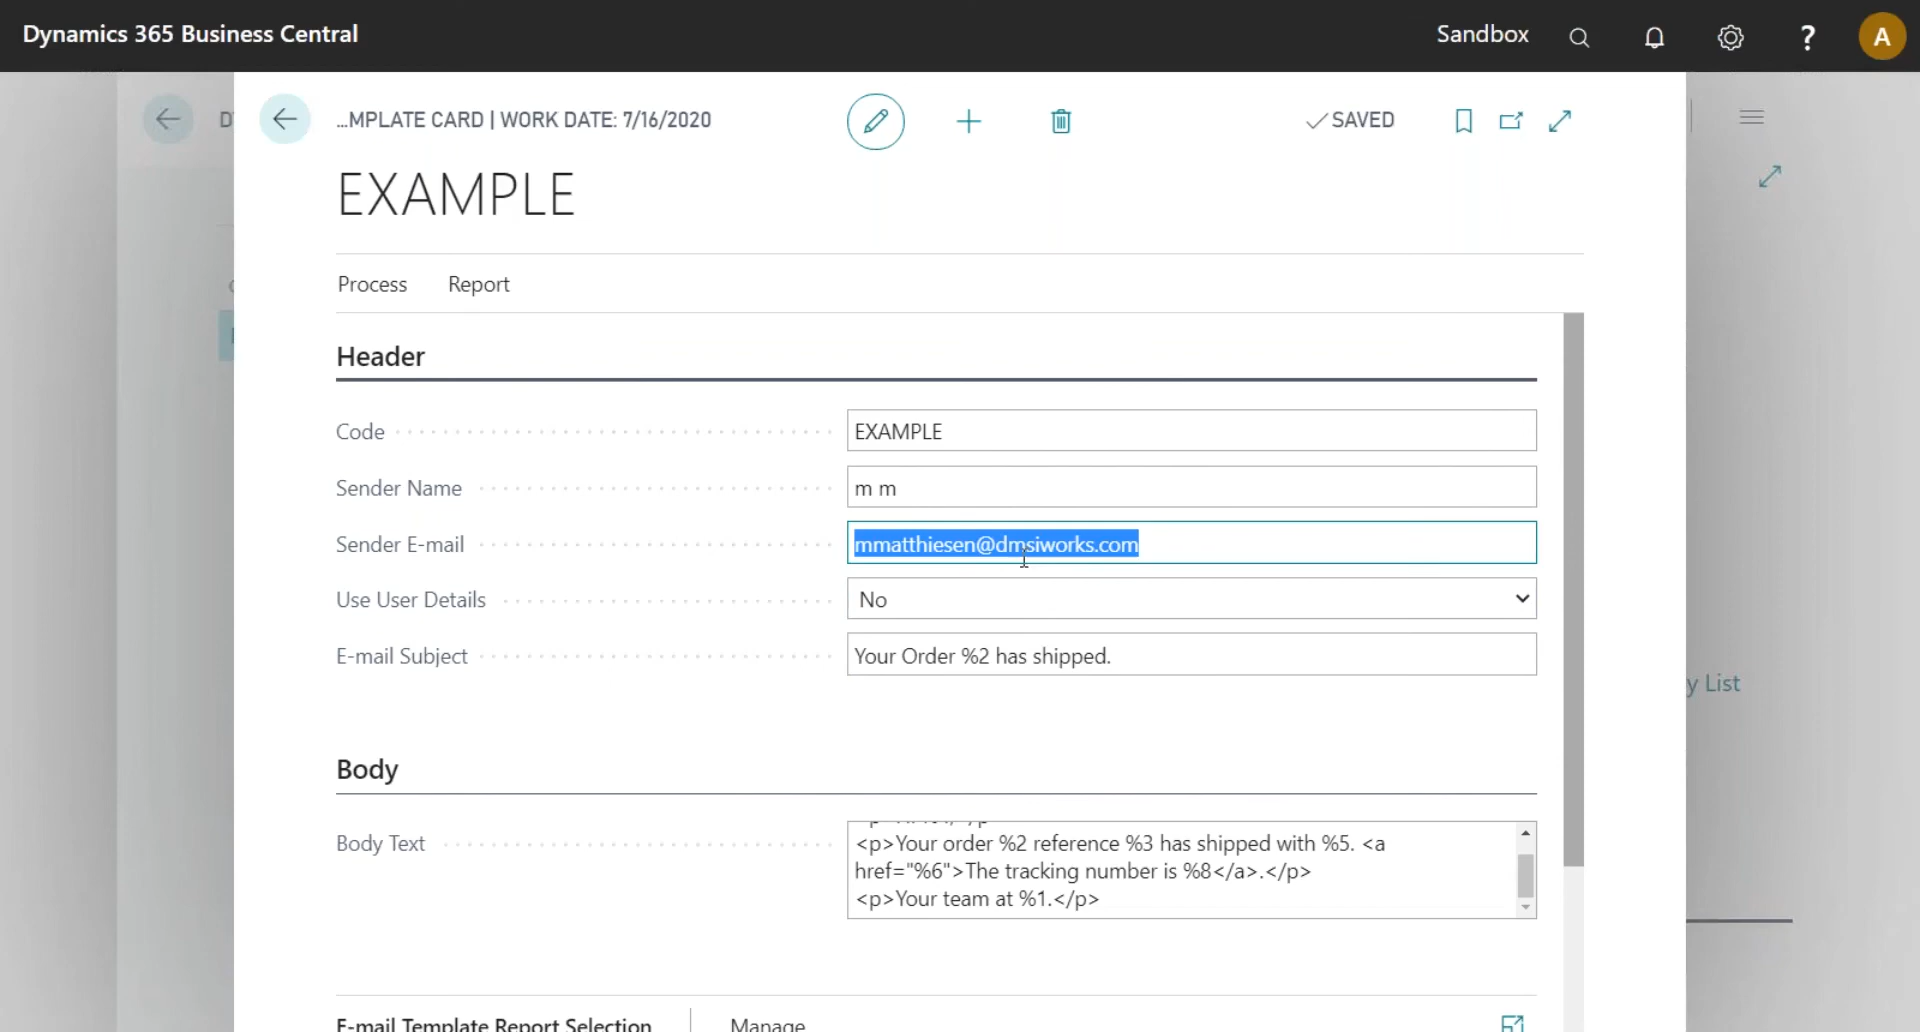 Dynamics 365 Business Central
Sandbox
?
A
...MPLATE CARD | WORK DATE: 7/16/2020
SAVED
EXAMPLE
Process Report
Header
Code EXAMPLE
Sender Name m m
Sender E-mail mmatthiesen@dmsiworks.com
Use User Details No
E-mail Subject Your Order %2 has shipped.
y List
Body
Body Text
<p>Your order %2 reference %3 has shipped with %5. <a
href="%6">The tracking number is %8</a>.</p>
<p>Your team at %1.</p>
E-mail Template Report Selection Manage